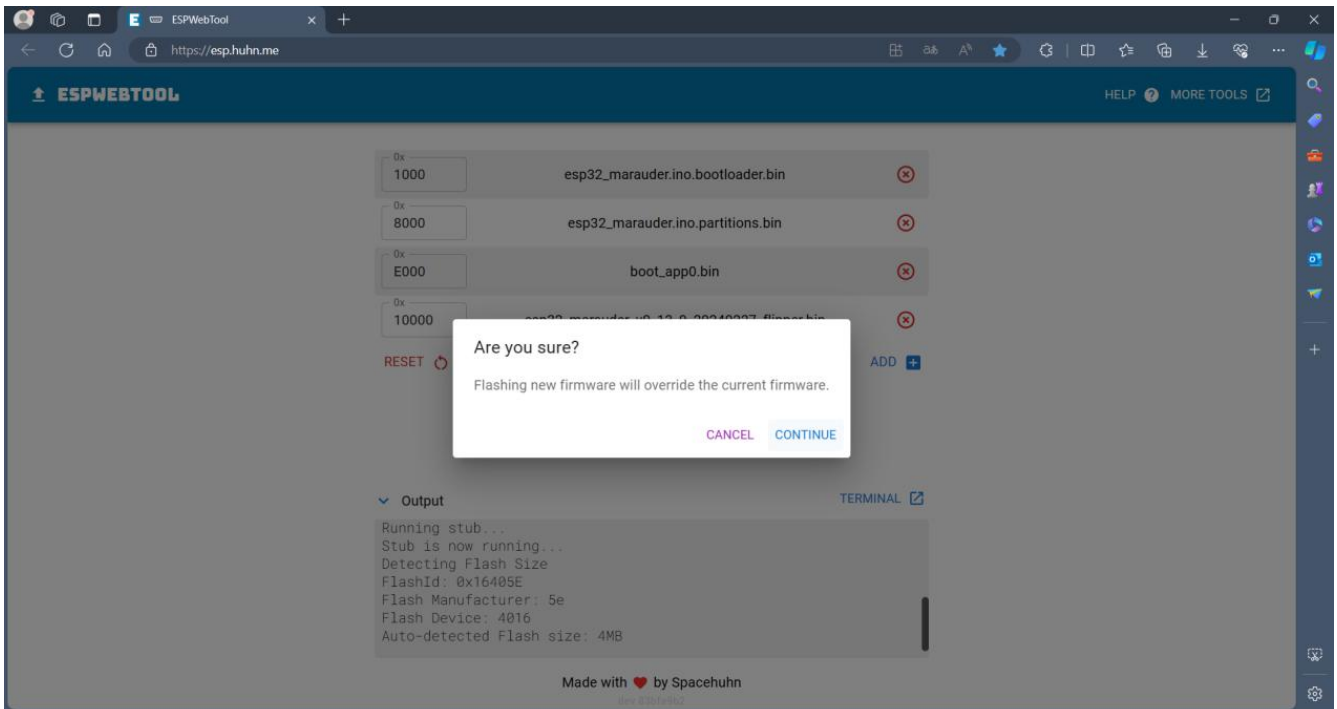 ESPWebTool
https://esp.huhn.me
ESPWEBTOOL
HELP
MORE TOOLS
0x
1000
esp32_marauder.ino.bootloader.bin
0x
8000
esp32_marauder.ino.partitions.bin
0x
E000
boot_app0.bin
0x
10000
RESET
ADD
Are you sure?
Flashing new firmware will override the current firmware.
CANCEL CONTINUE
Output
TERMINAL
Running stub...
Stub is now running...
Detecting Flash Size
FlashId: 0x16405E
Flash Manufacturer: 5e
Flash Device: 4016
Auto-detected Flash size: 4MB
Made with ❤ by Spacehuhn